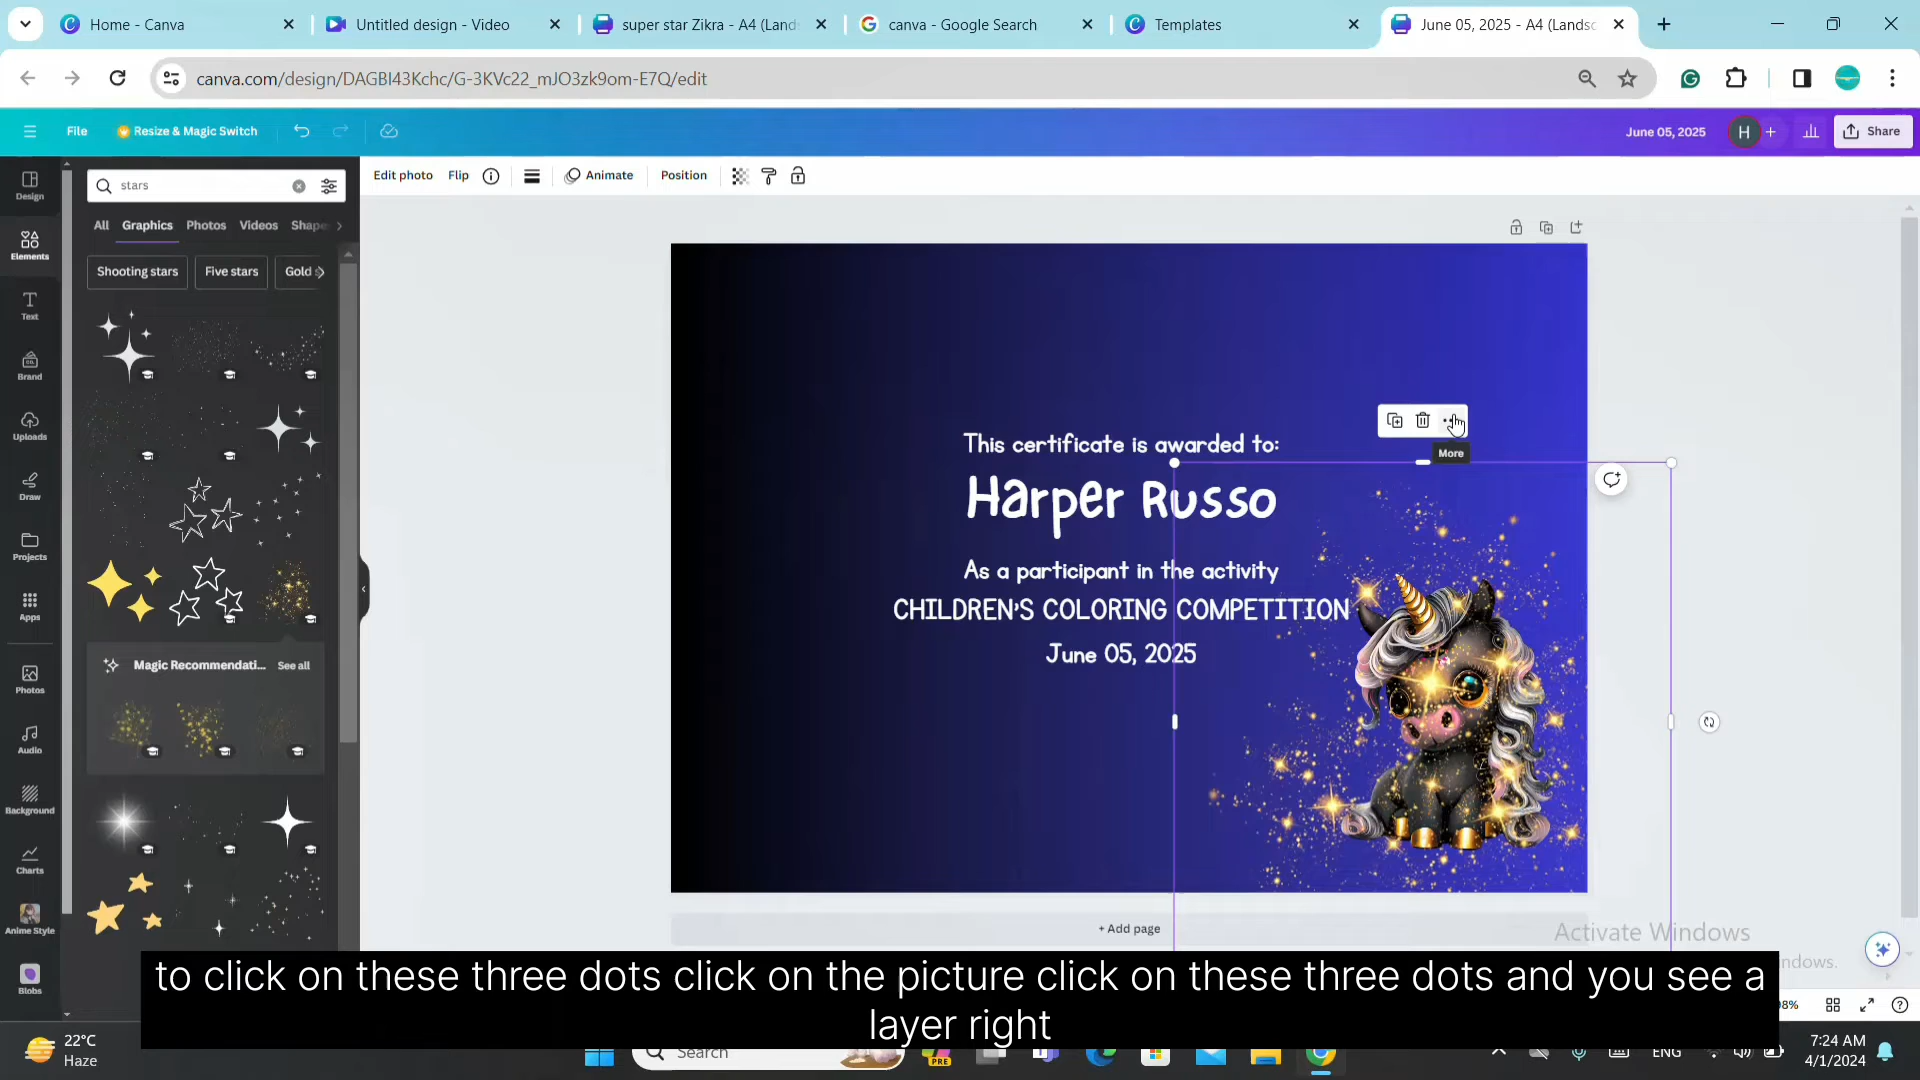 Home - Canva
Untitled design - Video
super star Zikra - A4 (Land
canva - Google Search
Templates
June 05, 2025 - A4 (Landsc
canva.com/design/DAGBI43Kchc/G-3KVc22_mJO3zk9om-E7Q/edit
File
Resize & Magic Switch
June 05, 2025
H
Share
Design
Elements
Text
Brand
Uploads
Draw
Projects
Apps
Photos
Audio
Background
Charts
Anime Style
Blobs
stars
All Graphics Photos Videos Shape
Shooting stars Five stars Gold
Magic Recommendati... See all
Edit photo Flip Animate Position
More
This certificate is awarded to:
Harper Russo
As a participant in the activity
CHILDREN'S COLORING COMPETITION
June 05, 2025
+ Add page
Activate Windows
ndows.
to click on these three dots click on the picture click on these three dots and you see a
layer right
98%
22°C
Haze
Search
ENG
7:24 AM
4/1/2024